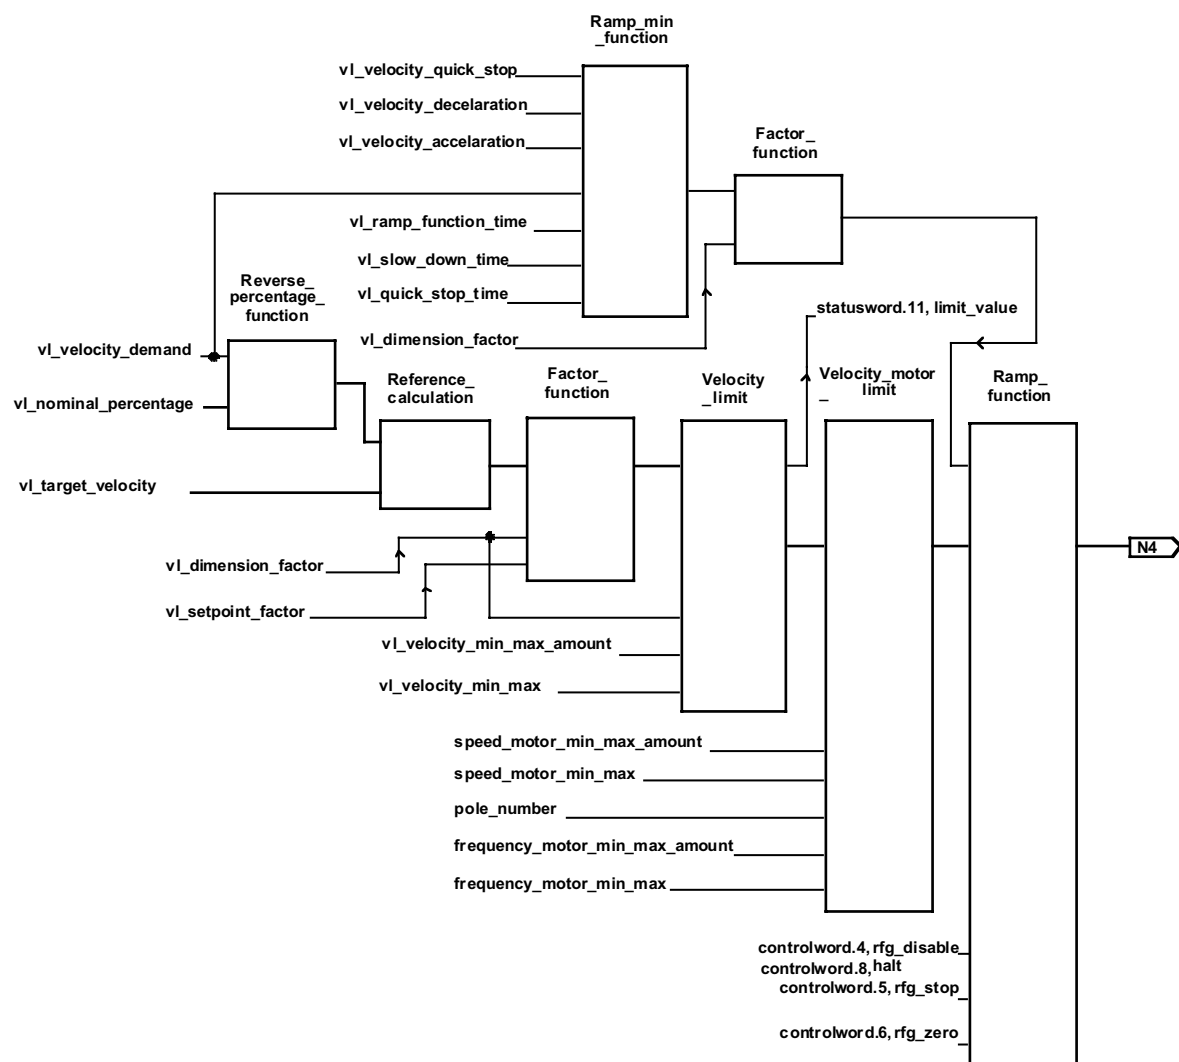 Ramp_min
_function
vl_velocity_quick_stop
vl_velocity_decelaration
vl_velocity_accelaration
Factor_
function
vl_ramp_function_time
vl_slow_down_time
vl_quick_stop_time
Reverse_
percentage_
function
statusword.11, limit_value
vl_dimension_factor
vl_velocity_demand
vl_nominal_percentage
Reference_
calculation
Factor_
function
Velocity
_limit
Velocity_motor
_ limit
Ramp_
function
vl_target_velocity
N4
vl_dimension_factor
vl_setpoint_factor
vl_velocity_min_max_amount
vl_velocity_min_max
speed_motor_min_max_amount
speed_motor_min_max
pole_number
frequency_motor_min_max_amount
frequency_motor_min_max
controlword.4, rfg_disable
controlword.8, halt
controlword.5, rfg_stop
controlword.6, rfg_zero